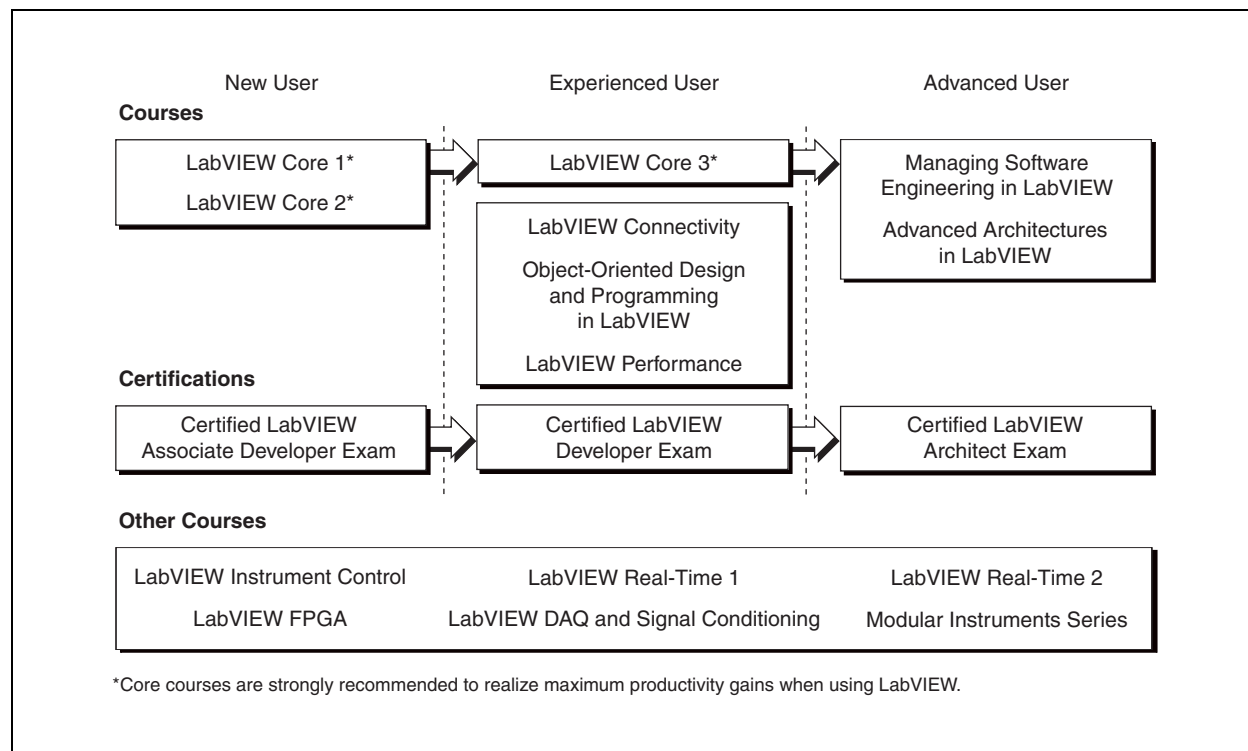 New User
Experienced User
Advanced User
Courses
LabVIEW Core 1*
LabVIEW Core 2*
LabVIEW Core 3*
LabVIEW Connectivity
Object-Oriented Design
and Programming
in LabVIEW
LabVIEW Performance
Managing Software
Engineering in LabVIEW
Advanced Architectures
in LabVIEW
Certifications
Certified LabVIEW
Associate Developer Exam
Certified LabVIEW
Developer Exam
Certified LabVIEW
Architect Exam
Other Courses
LabVIEW Instrument Control
LabVIEW Real-Time 1
LabVIEW Real-Time 2
LabVIEW FPGA
LabVIEW DAQ and Signal Conditioning
Modular Instruments Series
*Core courses are strongly recommended to realize maximum productivity gains when using LabVIEW.